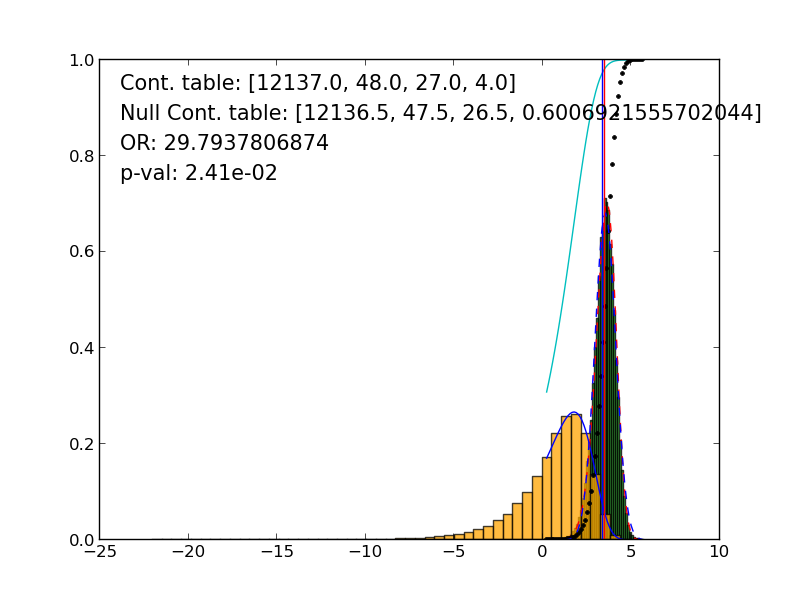 1.0
0.8
0.6
0.4
0.2
0.0
Cont. table: [12137.0, 48.0, 27.0, 4.0]
Null Cont. table: [12136.5, 47.5, 26.5, 0.6006921555702044]
OR: 29.7937806874
p-val: 2.41e-02
−25 −20 −15 −10 −5 0 5 10